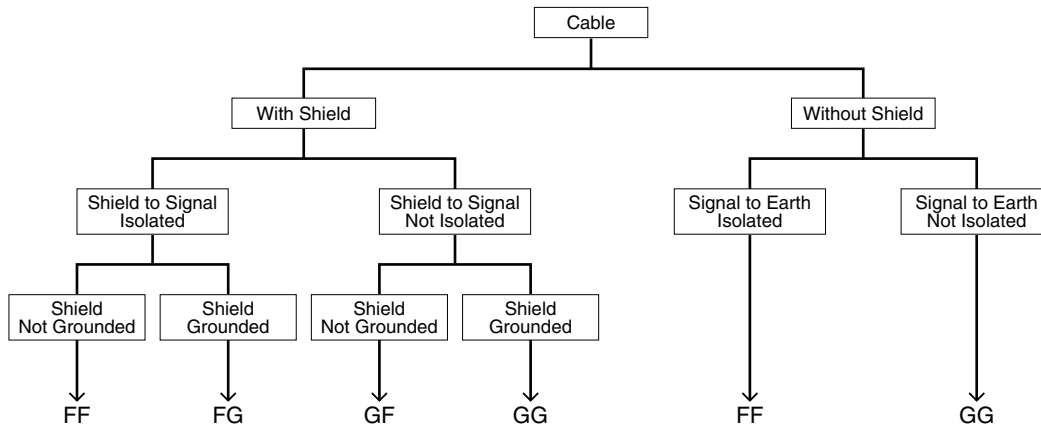 Cable
With Shield
Without Shield
Shield to Signal
Isolated
Shield to Signal
Not Isolated
Signal to Earth
Isolated
Signal to Earth
Not Isolated
Shield
Not Grounded
Shield
Grounded
Shield
Not Grounded
Shield
Grounded
FF
FG
GF
GG
FF
GG